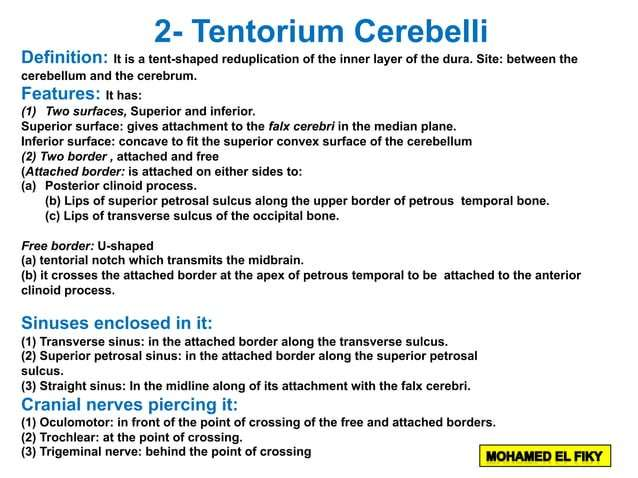 2- Tentorium Cerebelli
Definition: It is a tent-shaped reduplication of the inner layer of the dura. Site: between the
cerebellum and the cerebrum.
Features: It has:
(1) Two surfaces, Superior and inferior.
Superior surface: gives attachment to the falx cerebri in the median plane.
Inferior surface: concave to fit the superior convex surface of the cerebellum
(2) Two border , attached and free
(Attached border: is attached on either sides to:
(a) Posterior clinoid process.
(b) Lips of superior petrosal sulcus along the upper border of petrous temporal bone.
(c) Lips of transverse sulcus of the occipital bone.
Free border: U-shaped
(a) tentorial notch which transmits the midbrain.
(b) it crosses the attached border at the apex of petrous temporal to be attached to the anterior
clinoid process.
Sinuses enclosed in it:
(1) Transverse sinus: in the attached border along the transverse sulcus.
(2) Superior petrosal sinus: in the attached border along the superior petrosal
sulcus.
(3) Straight sinus: In the midline along of its attachment with the falx cerebri.
Cranial nerves piercing it:
(1) Oculomotor: in front of the point of crossing of the free and attached borders.
(2) Trochlear: at the point of crossing.
(3) Trigeminal nerve: behind the point of crossing
MOHAMED EL FIKY